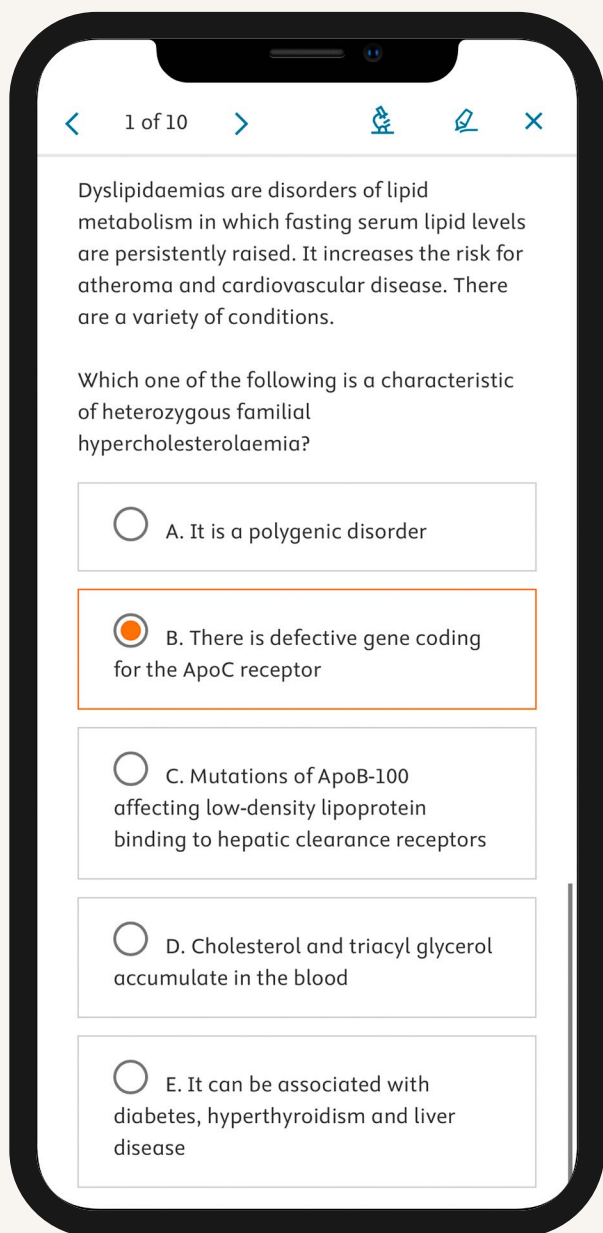 1 of 10
Dyslipidaemias are disorders of lipid
metabolism in which fasting serum lipid levels
are persistently raised. It increases the risk for
atheroma and cardiovascular disease. There
are a variety of conditions.
Which one of the following is a characteristic
of heterozygous familial
hypercholesterolaemia?
A. It is a polygenic disorder
B. There is defective gene coding
for the ApoC receptor
C. Mutations of ApoB-100
affecting low-density lipoprotein
binding to hepatic clearance receptors
D. Cholesterol and triacyl glycerol
accumulate in the blood
E. It can be associated with
diabetes, hyperthyroidism and liver
disease